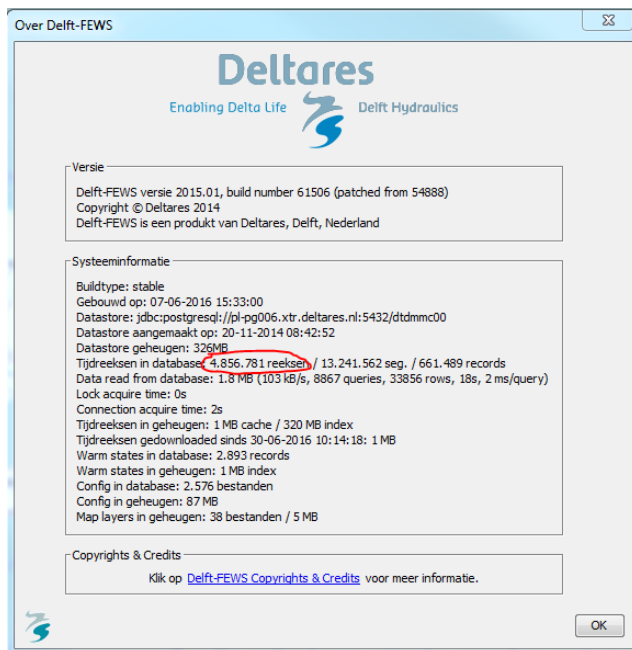 Over Delft-FEWS
Deltares
Enabling Delta Life
Delft Hydraulics
Versie
Delft-FEWS versie 2015.01, build number 61506 (patched from 54888)
Copyright © Deltares 2014
Delft-FEWS is een produkt van Deltares, Delft, Nederland
Systeeminformatie
Buildtype: stable
Gebouwd op: 07-06-2016 15:33:00
Datastore: jdbc:postgresql://pl-pg006.xtr.deltares.nl:5432/dtdmmc00
Datastore aangemaakt op: 20-11-2014 08:42:52
Datastore geheugen: 326MB
Tijdreeksen in database: 4.856.781 reeksen / 13.241.562 seg. / 661.489 records
Data read from database: 1.8 MB (103 kB/s, 8867 queries, 33856 rows, 18s, 2 ms/query)
Lock acquire time: 0s
Connection acquire time: 2s
Tijdreeksen in geheugen: 1 MB cache / 320 MB index
Tijdreeksen gedownloaded sinds 30-06-2016 10:14:18: 1 MB
Warm states in database: 2.893 records
Warm states in geheugen: 1 MB index
Config in database: 2.576 bestanden
Config in geheugen: 87 MB
Map layers in geheugen: 38 bestanden / 5 MB
Copyrights & Credits
Klik op Delft-FEWS Copyrights & Credits voor meer informatie.
OK